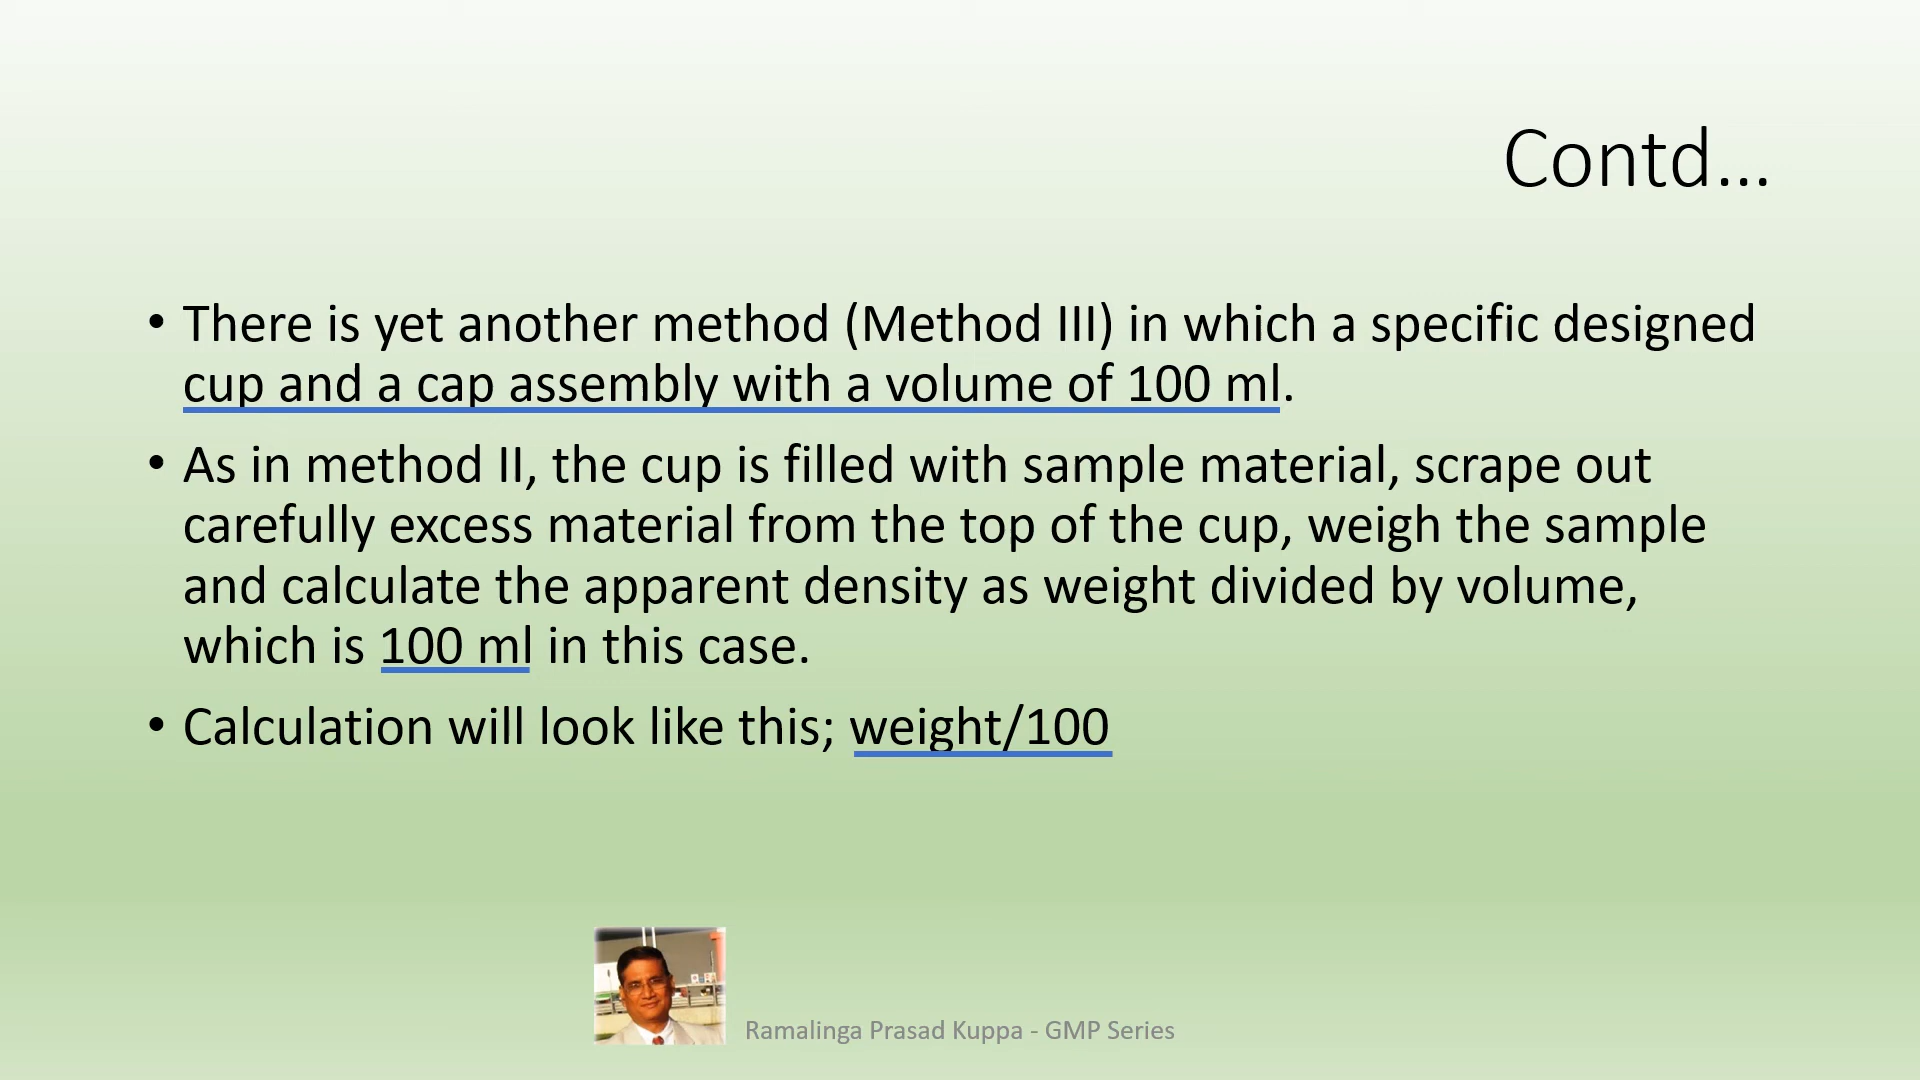 Contd...
• There is yet another method (Method III) in which a specific designed
cup and a cap assembly with a volume of 100 ml.
• As in method II, the cup is filled with sample material, scrape out
carefully excess material from the top of the cup, weigh the sample
and calculate the apparent density as weight divided by volume,
which is 100 ml in this case.
• Calculation will look like this; weight/100
Ramalinga Prasad Kuppa - GMP Series